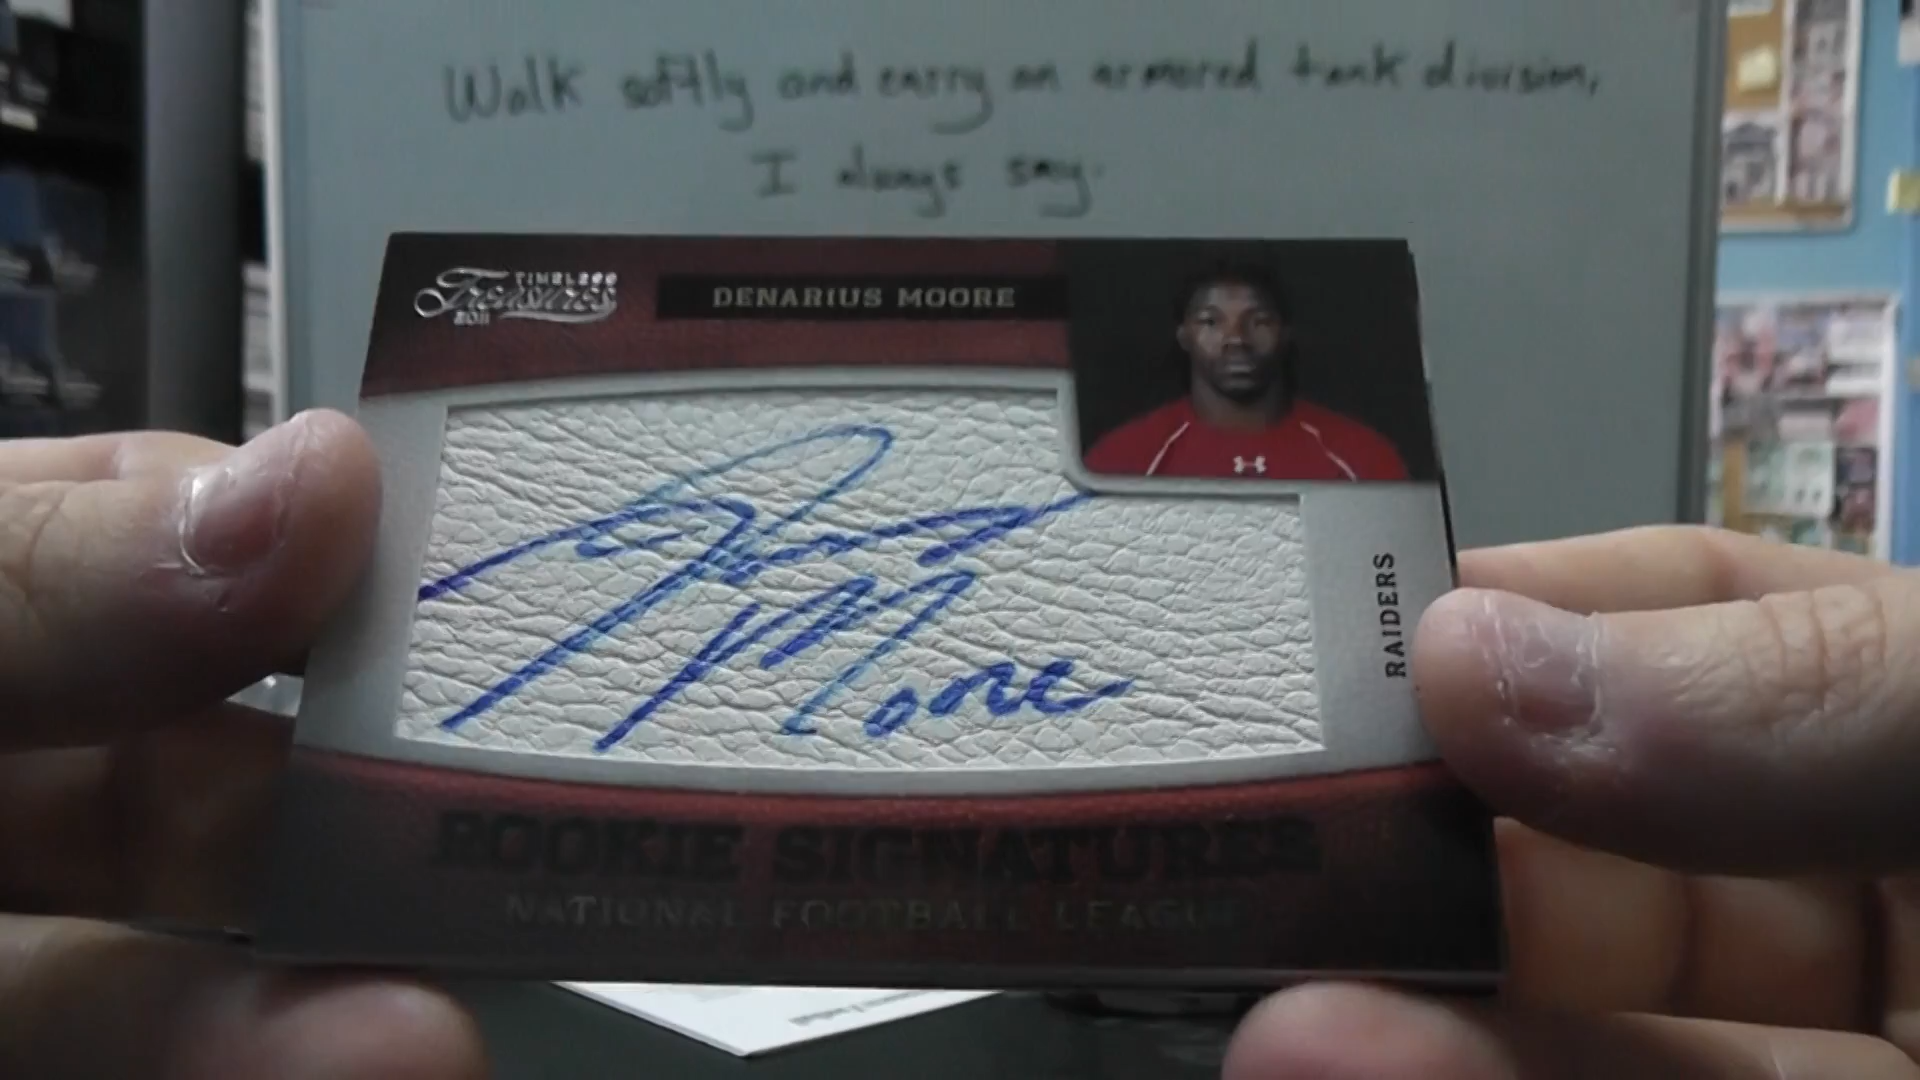 Walk softly and carry an armored tank division,
I always say.
TIMELESS
Treasures
2011
DENARIUS MOORE
RAIDERS
Moore
ROOKIE SIGNATURES
NATIONAL FOOTBALL LEAGUE